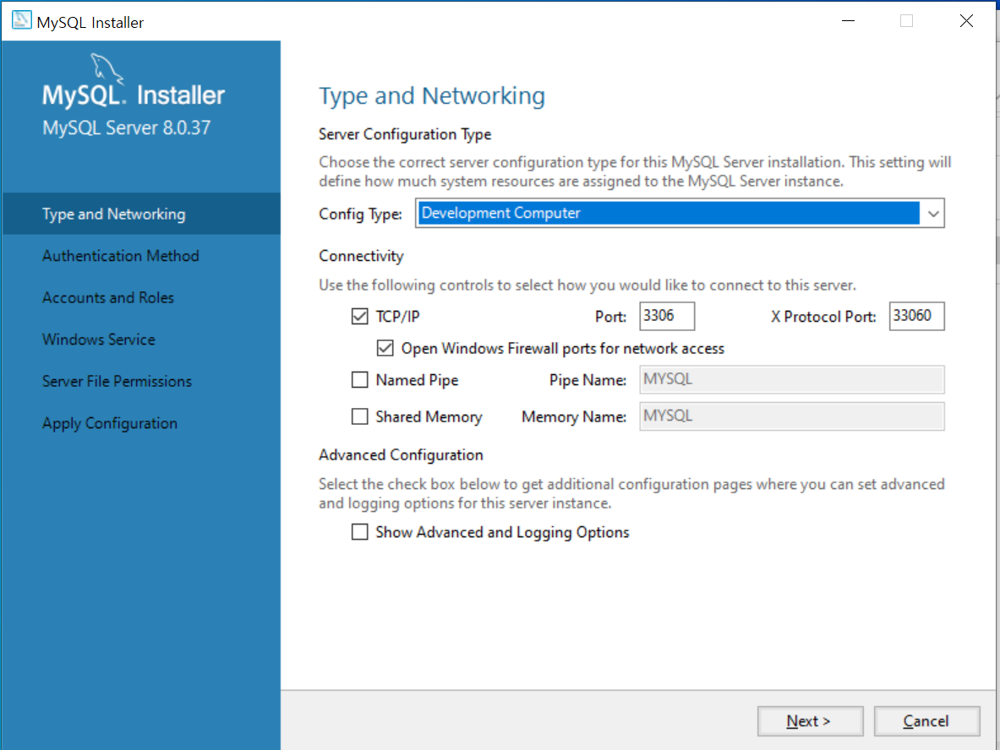 MySQL Installer
MySQL. Installer
MySQL Server 8.0.37
Type and Networking
Authentication Method
Accounts and Roles
Windows Service
Server File Permissions
Apply Configuration
Type and Networking
Server Configuration Type
Choose the correct server configuration type for this MySQL Server installation. This setting will
define how much system resources are assigned to the MySQL Server instance.
Config Type: Development Computer
Connectivity
Use the following controls to select how you would like to connect to this server.
TCP/IP Port: 3306 X Protocol Port: 33060
Open Windows Firewall ports for network access
Named Pipe Pipe Name: MYSQL
Shared Memory Memory Name: MYSQL
Advanced Configuration
Select the check box below to get additional configuration pages where you can set advanced
and logging options for this server instance.
Show Advanced and Logging Options
Next > Cancel